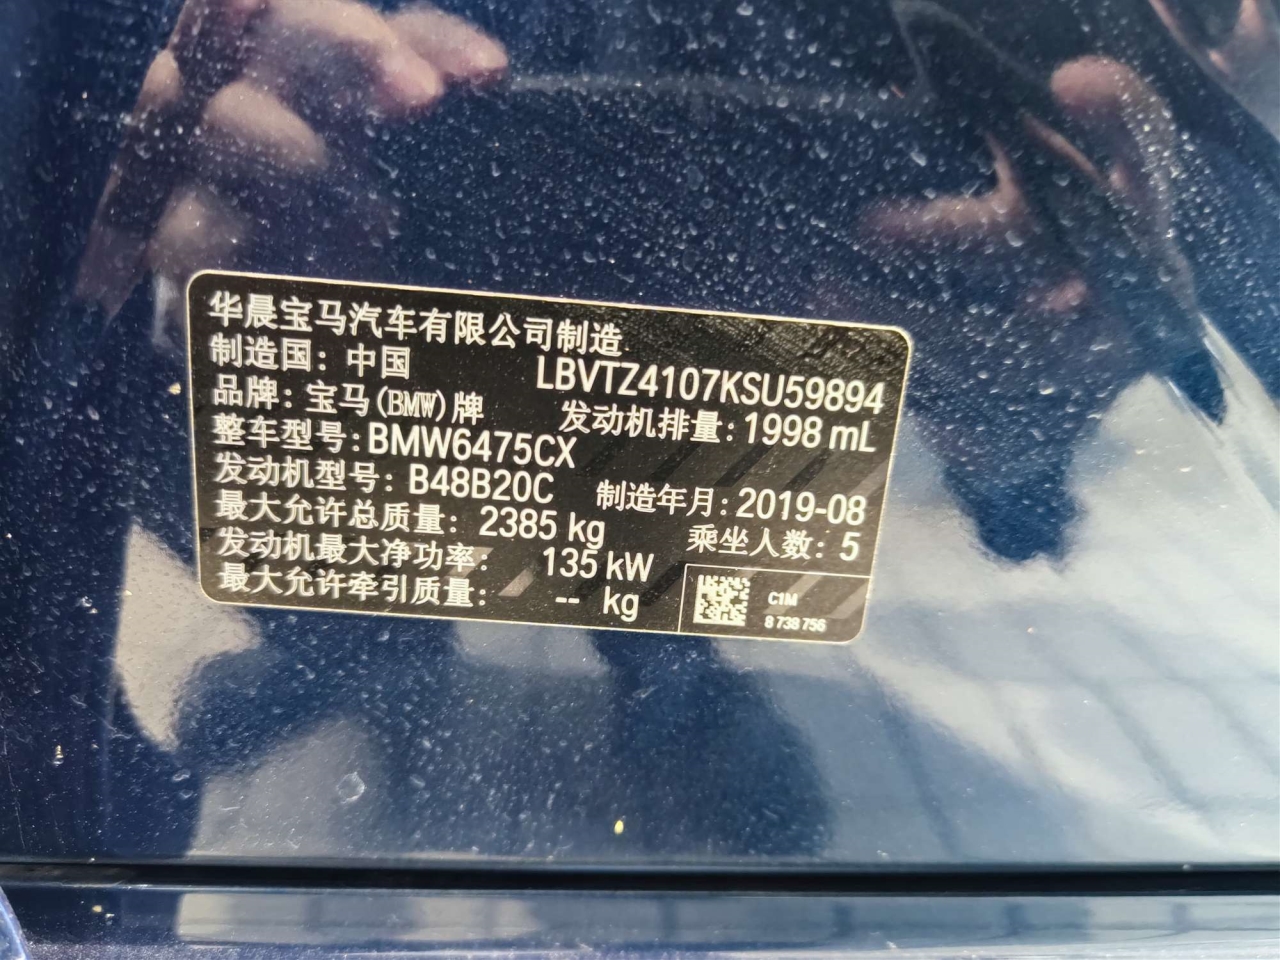 华晨宝马汽车有限公司制造
制造国：中国
LBVTZ4107KSU59894
品牌：宝马(BMW)牌
发动机排量：1998 mL
整车型号：BMW6475CX
发动机型号：B48B20C
制造年月：2019-08
最大允许总质量：2385 kg
乘坐人数：5
发动机最大净功率：135 kW
最大允许牵引质量：-- kg
C1M
8 738 756